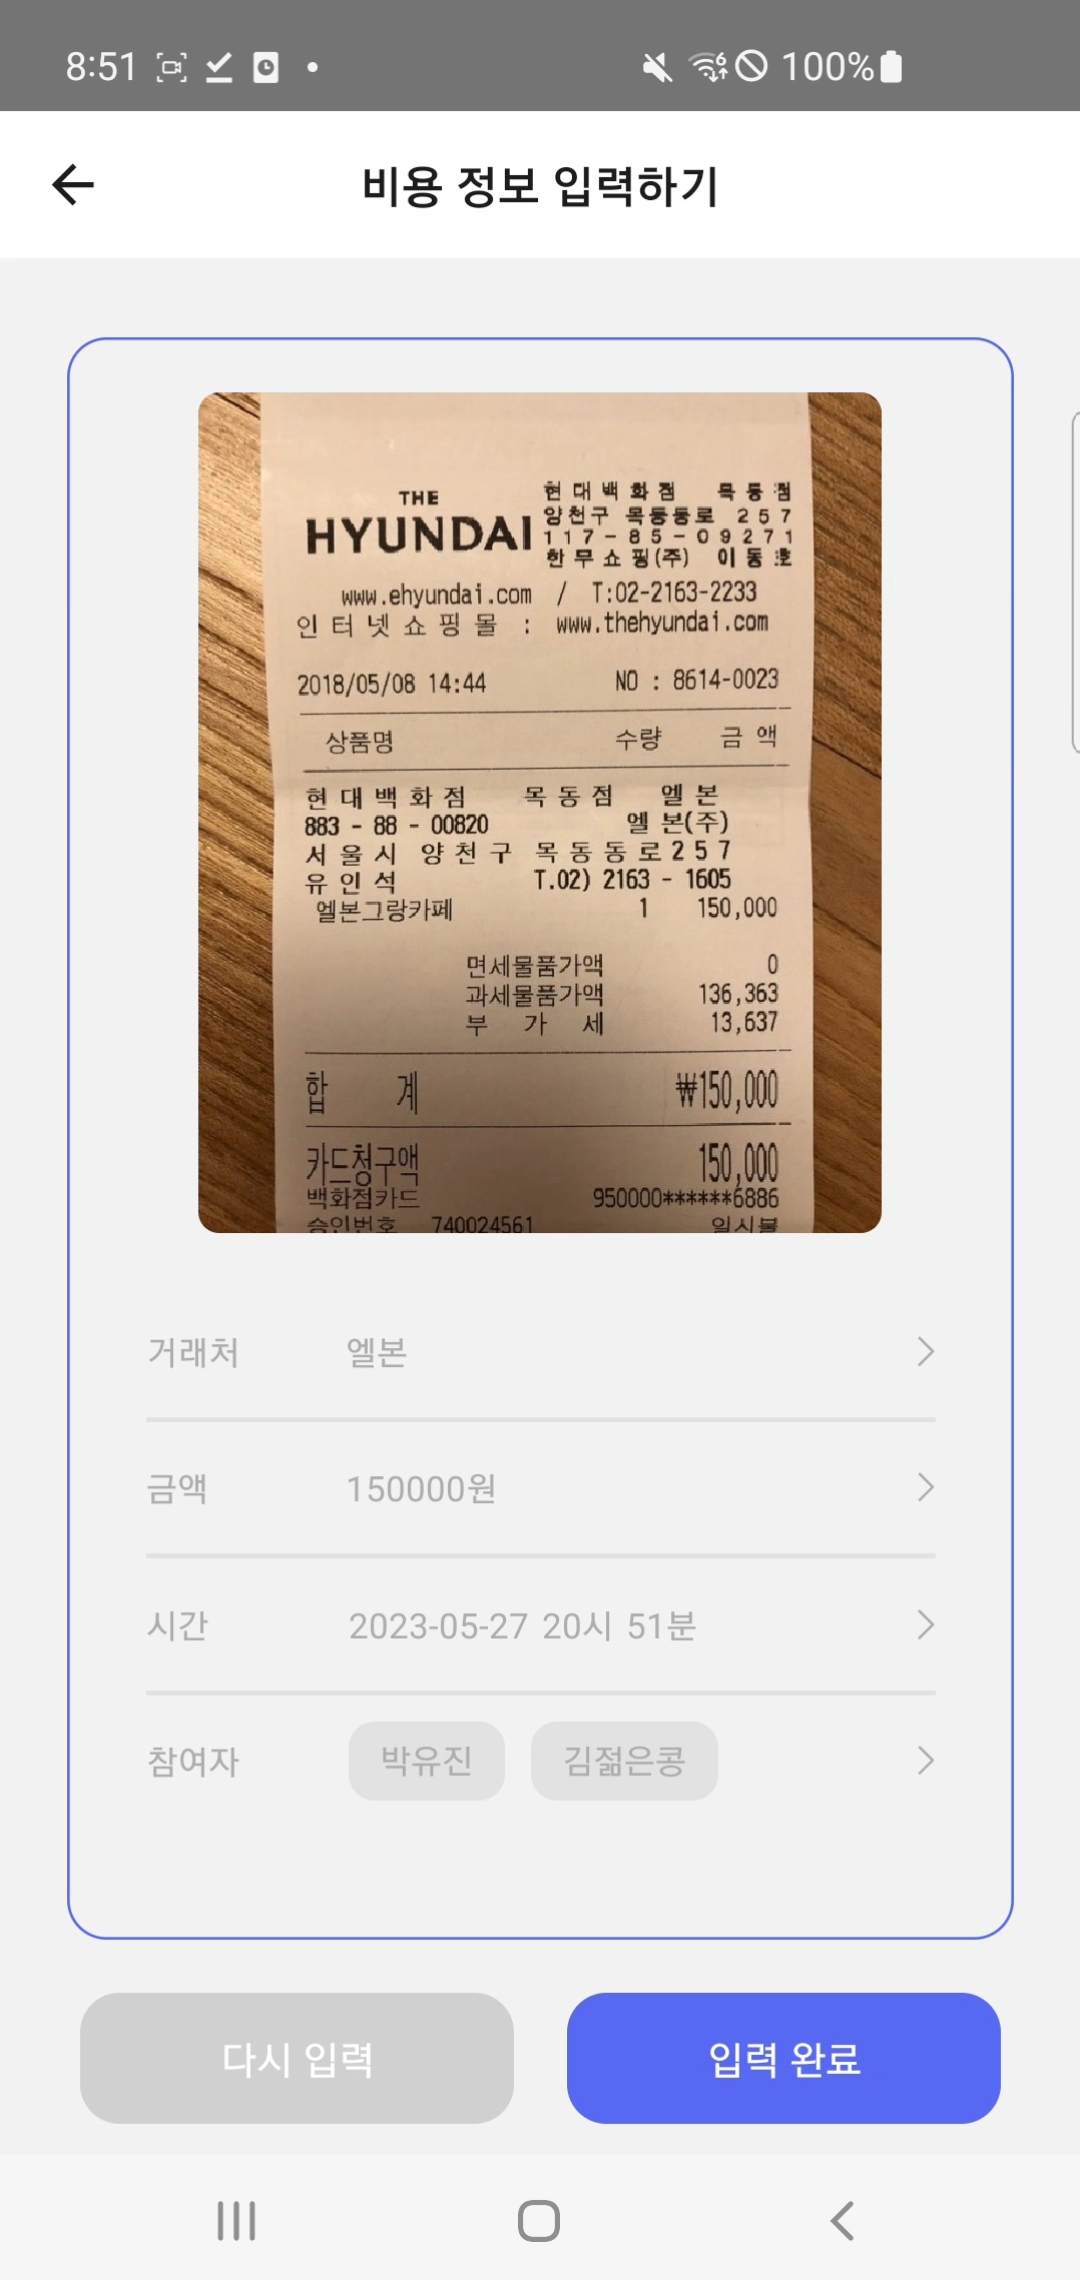 8:51
100%
비용 정보 입력하기
THE
HYUNDAI
현대백화점 목동점
양천구 목동동로 257
117-85-09271
한무쇼핑(주) 이동호
www.ehyundai.com / T:02-2163-2233
인터넷쇼핑몰 : www.thehyundai.com
2018/05/08 14:44 NO : 8614-0023
상품명 수량 금액
현대백화점 목동점 엘본
883 - 88 - 00820 엘본(주)
서울시 양천구 목동동로257
유인석 T.02) 2163 - 1605
엘본그랑카페 1 150,000
면세물품가액 0
과세물품가액 136,363
부 가 세 13,637
합 계 ₩150,000
카드청구액 150,000
백화점카드 950000******6886
승인번호 740024561 일시불
거래처 엘본
금액 150000원
시간 2023-05-27 20시 51분
참여자 박유진 김젊은콩
다시 입력 입력 완료